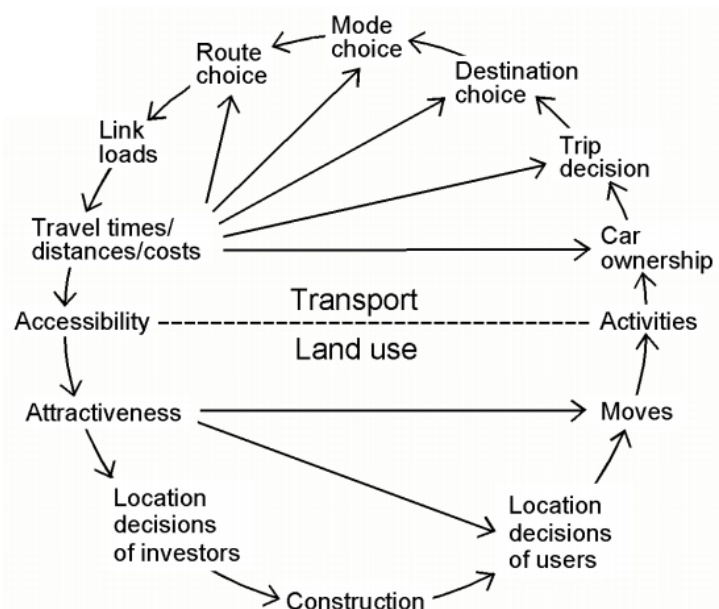 Mode
choice
Route
choice
Destination
choice
Link
loads
Trip
decision
Travel times/
distances/costs
Car
ownership
Transport
Accessibility
Activities
Land use
Attractiveness
Moves
Location
decisions
of investors
Location
decisions
of users
Construction